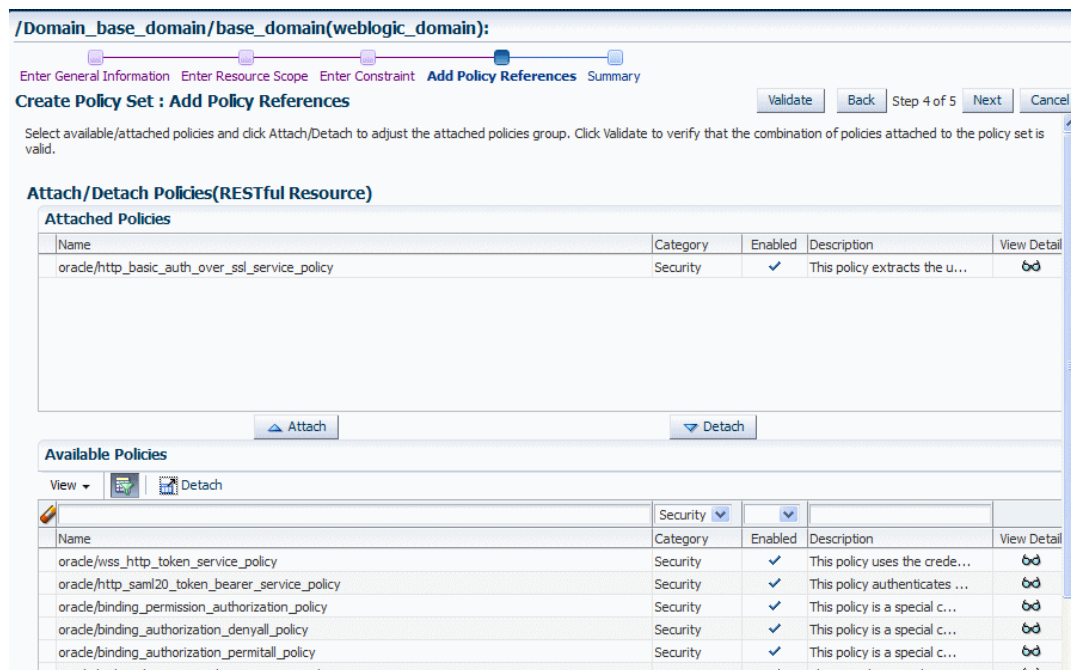 /Domain_base_domain/base_domain(weblogic_domain):
Enter General Information Enter Resource Scope Enter Constraint Add Policy References Summary
Create Policy Set : Add Policy References Validate Back Step 4 of 5 Next Cancel
Select available/attached policies and click Attach/Detach to adjust the attached policies group. Click Validate to verify that the combination of policies attached to the policy set is
valid.
Attach/Detach Policies(RESTful Resource)
Attached Policies
Name Category Enabled Description View Detail
oracle/http_basic_auth_over_ssl_service_policy Security This policy extracts the u...
Attach Detach
Available Policies
View Detach
Security
Name Category Enabled Description View Detail
oracle/wss_http_token_service_policy Security This policy uses the crede...
oracle/http_saml20_token_bearer_service_policy Security This policy authenticates ...
oracle/binding_permission_authorization_policy Security This policy is a special c...
oracle/binding_authorization_denyall_policy Security This policy is a special c...
oracle/binding_authorization_permitall_policy Security This policy is a special c...